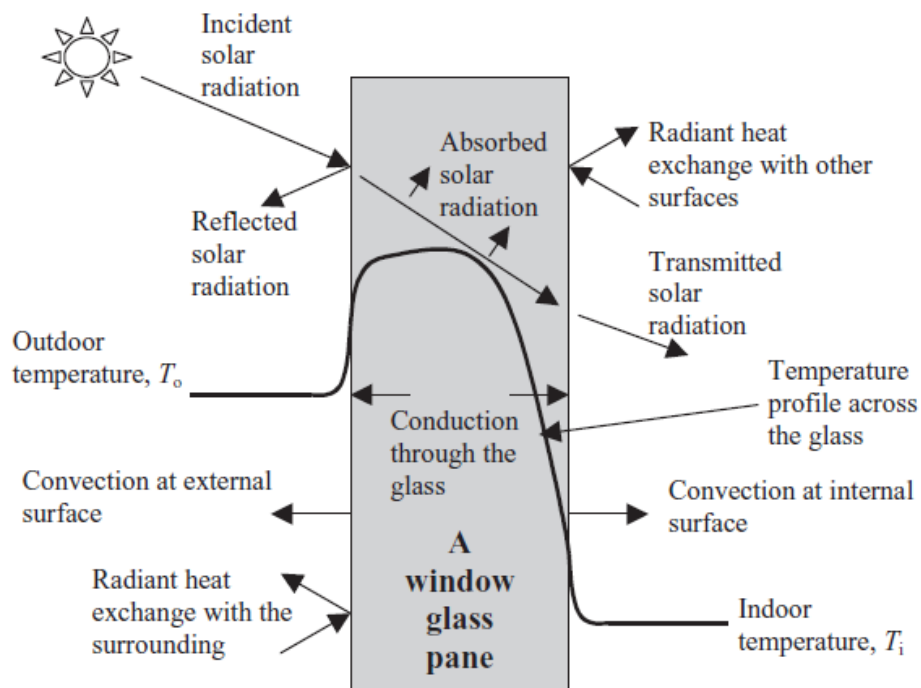 Incident
solar
radiation
Absorbed
solar
radiation
Radiant heat
exchange with other
surfaces
Reflected
solar
radiation
Transmitted
solar
radiation
Outdoor
temperature, To
Temperature
profile across
the glass
Conduction
through the
glass
Convection at external
surface
Convection at internal
surface
A
window
glass
pane
Radiant heat
exchange with the
surrounding
Indoor
temperature, Ti